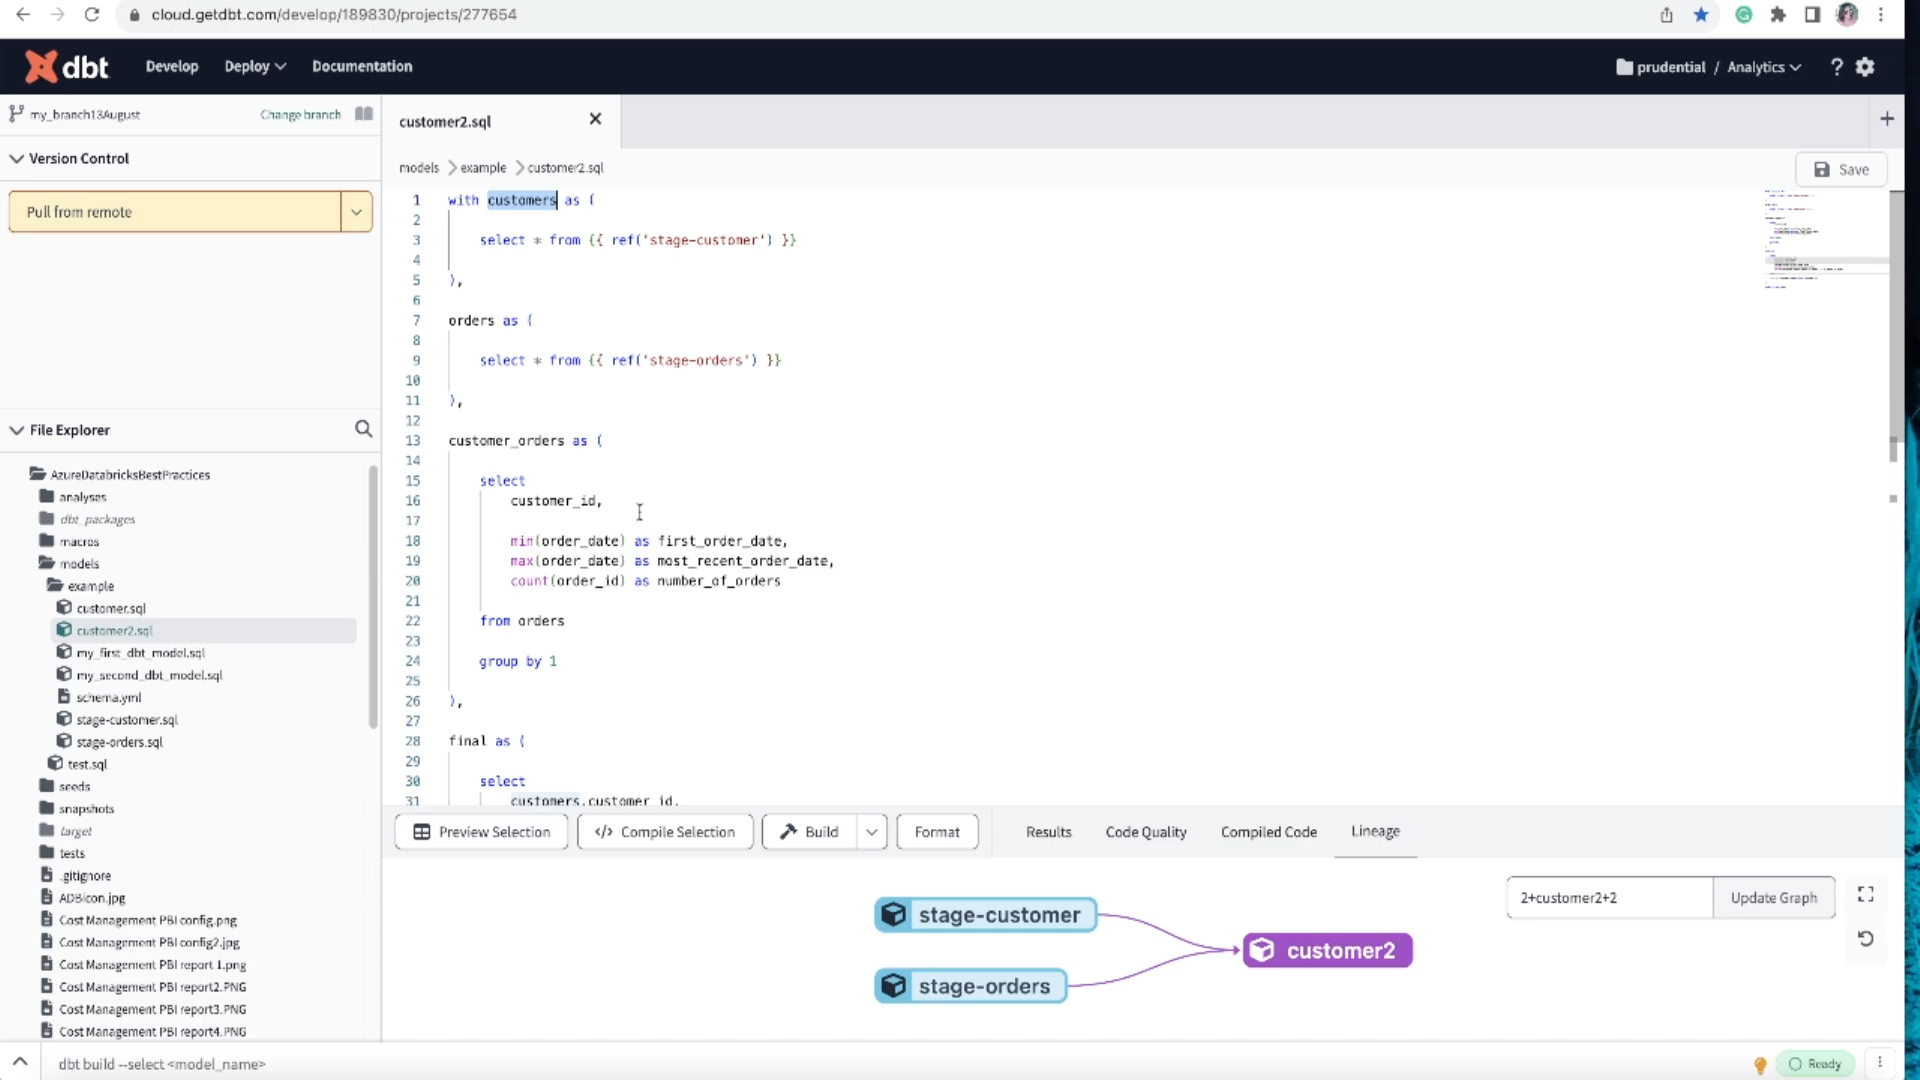 cloud.getdbt.com/develop/189830/projects/277654
dbt Develop Deploy Documentation prudential / Analytics ?
my_branch13August Change branch
Version Control
Pull from remote
File Explorer
AzureDatabricksBestPractices
analyses
dbt_packages
macros
models
example
customer.sql
customer2.sql
my_first_dbt_model.sql
my_second_dbt_model.sql
schema.yml
stage-customer.sql
stage-orders.sql
test.sql
seeds
snapshots
target
tests
.gitignore
ADBicon.jpg
Cost Management PBI config.png
Cost Management PBI config2.jpg
Cost Management PBI report 1.png
Cost Management PBI report2.PNG
Cost Management PBI report3.PNG
Cost Management PBI report4.PNG
customer2.sql
models > example > customer2.sql
Save
1 with customers as (
2
3 select * from {{ ref('stage-customer') }}
4
5 ),
6
7 orders as (
8
9 select * from {{ ref('stage-orders') }}
10
11 ),
12
13 customer_orders as (
14
15 select
16 customer_id,
17
18 min(order_date) as first_order_date,
19 max(order_date) as most_recent_order_date,
20 count(order_id) as number_of_orders
21
22 from orders
23
24 group by 1
25
26 ),
27
28 final as (
29
30 select
31 customers.customer_id,
Preview Selection </> Compile Selection Build Format Results Code Quality Compiled Code Lineage
2+customer2+2 Update Graph
stage-customer
customer2
stage-orders
dbt build --select <model_name>
Ready